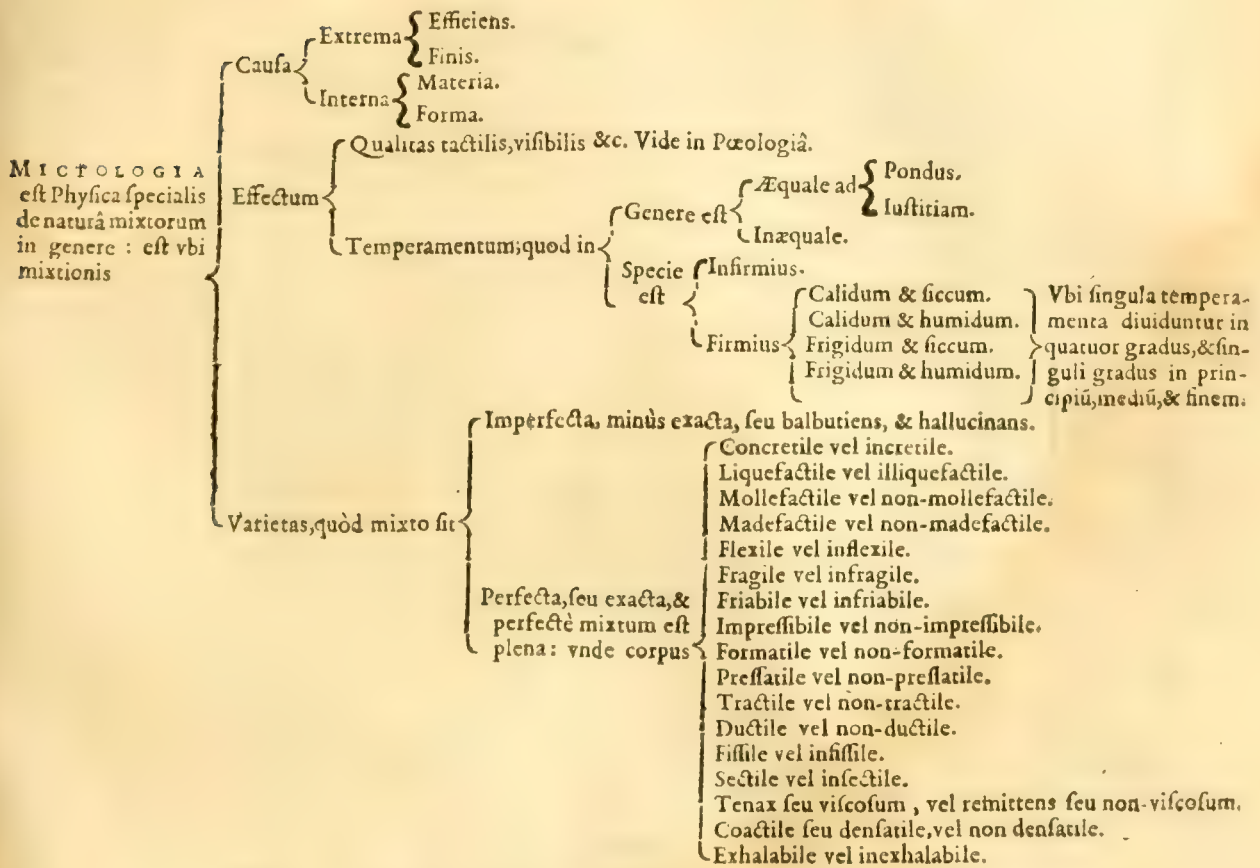 MICTOLOGIA
eſt Phyſica ſpecialis
de naturâ mixtorum
in genere : eſt vbi
mixtionis
Cauſa
Extrema
Efficiens.
Finis.
Interna
Materia.
Forma.
Effectum
Qualitas tactilis, viſibilis &c. Vide in Pœologiâ.
Temperamentum; quod in
Genere eſt
Æquale ad
Pondus.
Iuſtitiam.
Inæquale.
Specie
eſt
Infirmius.
Firmius
Calidum & ſiccum.
Calidum & humidum.
Frigidum & ſiccum.
Frigidum & humidum.
Vbi ſingula tempera-
menta diuiduntur in
quatuor gradus, & ſin-
guli gradus in prin-
cipiū, mediū, & finem.
Varietas, quòd mixto ſit
Imperfecta, minùs exacta, ſeu balbutiens, & hallucinans.
Perfecta, ſeu exacta, &
perfectè mixtum eſt
plena : vnde corpus
Concretile vel incretile.
Liquefactile vel illiquefactile.
Mollefactile vel non-mollefactile.
Madefactile vel non-madefactile.
Flexile vel inflexile.
Fragile vel infragile.
Friabile vel infriabile.
Impreſſibile vel non-impreſſibile.
Formatile vel non-formatile.
Preſſatile vel non-preſſatile.
Tractile vel non-tractile.
Ductile vel non-ductile.
Fiſſile vel infiſſile.
Sectile vel inſectile.
Tenax ſeu viſcoſum , vel remittens ſeu non-viſcoſum.
Coactile ſeu denſatile, vel non denſatile.
Exhalabile vel inexhalabile.